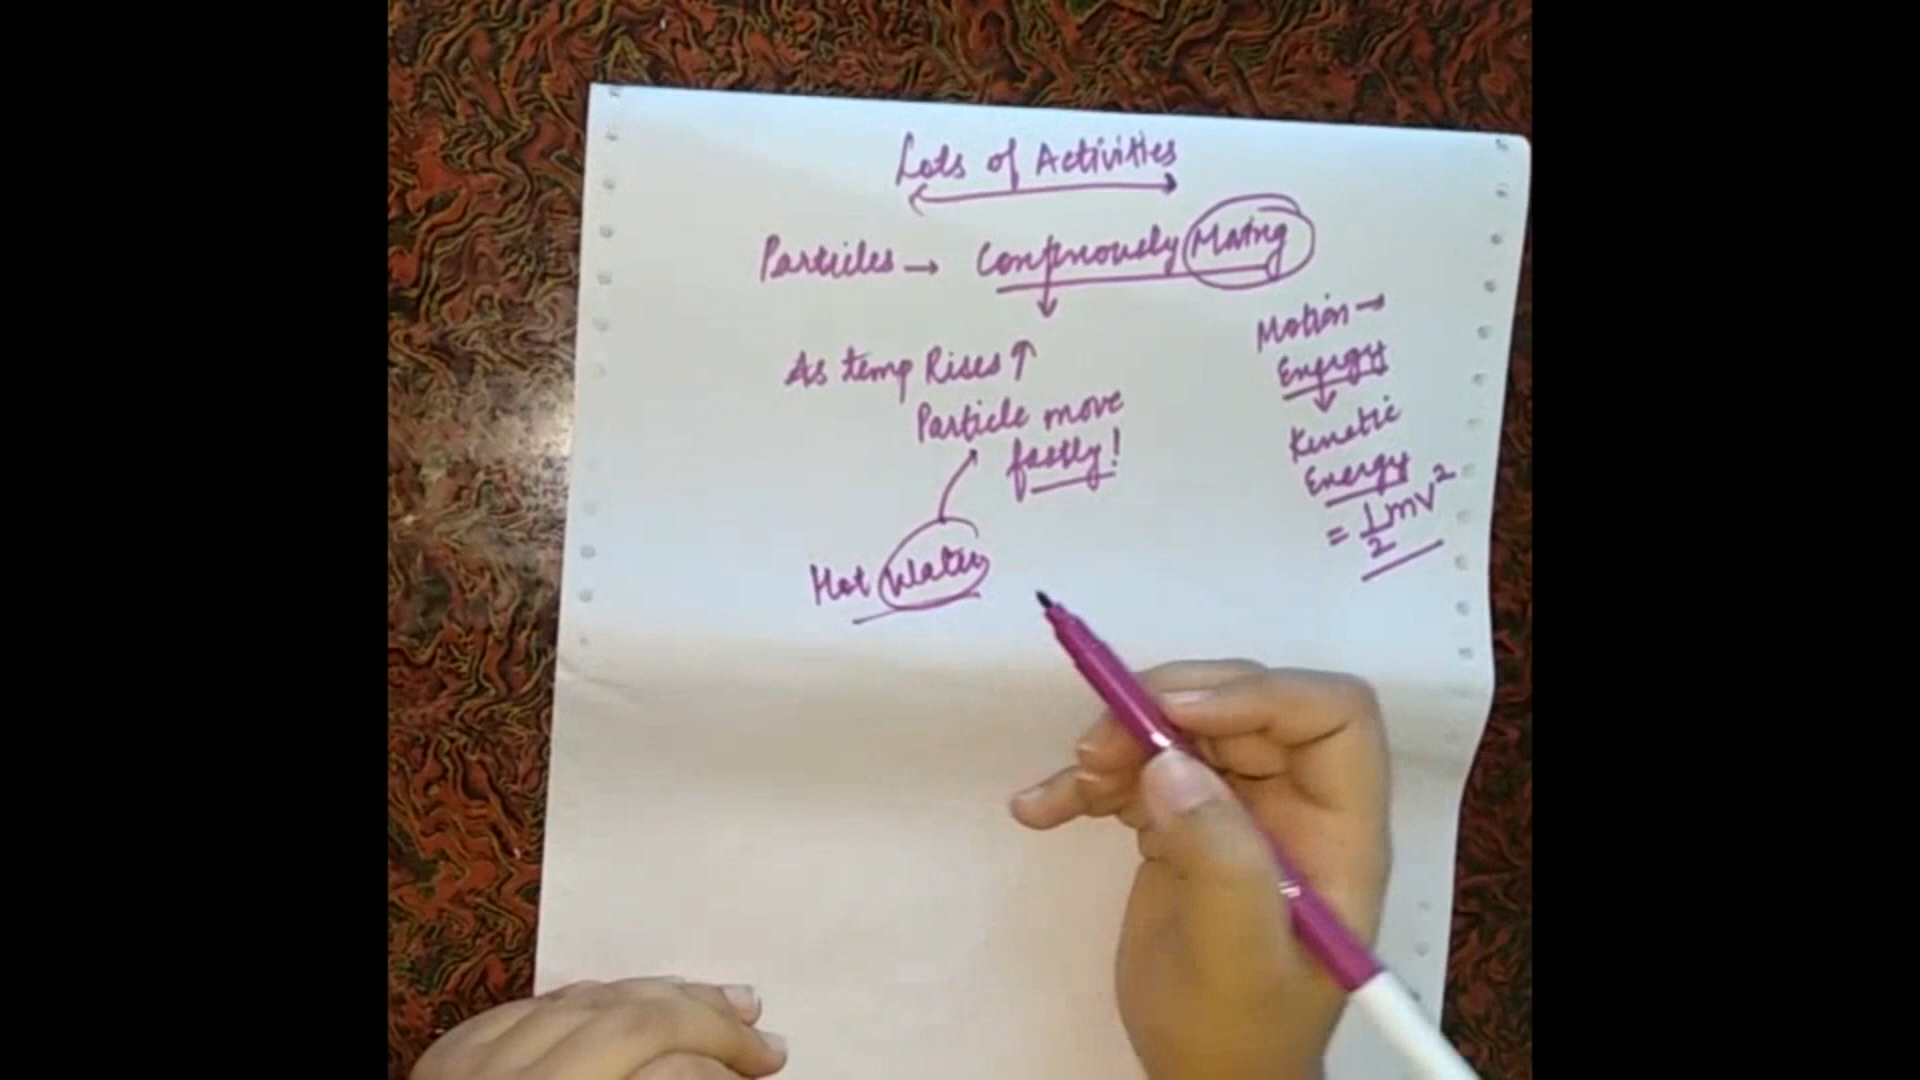 Lots of Activities
Particles → Continuously Moving
As temp Rises ↑
Particle move
fastly!
Hot Water
Motion →
Energy
Kinetic
Energy
= 1/2 mv²